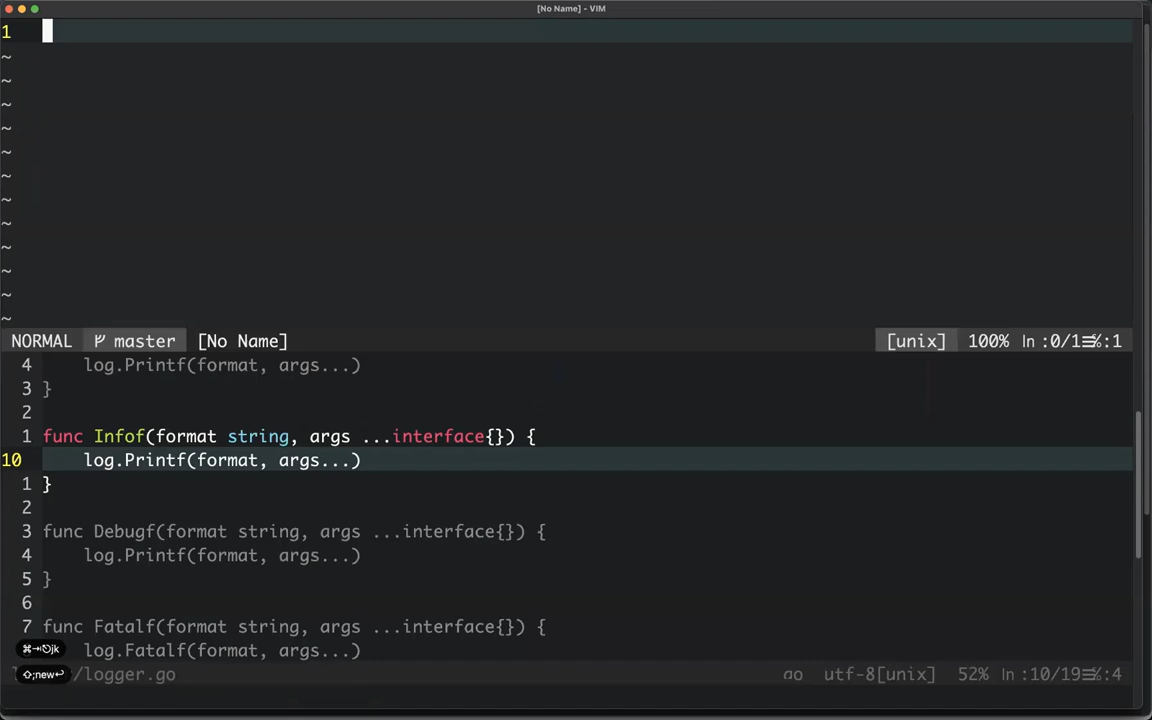 [No Name] - VIM
1
~
~
~
~
~
~
~
~
~
~
~
~
NORMAL master [No Name] [unix] 100% ln :0/1☰%:1
4 log.Printf(format, args...)
3 }
2
1 func Infof(format string, args ...interface{}) {
10 log.Printf(format, args...)
1 }
2
3 func Debugf(format string, args ...interface{}) {
4 log.Printf(format, args...)
5 }
6
7 func Fatalf(format string, args ...interface{}) {
⌘⇥⎋jk log.Fatalf(format, args...)
⇧;new↩ /logger.go go utf-8[unix] 52% ln :10/19☰%:4